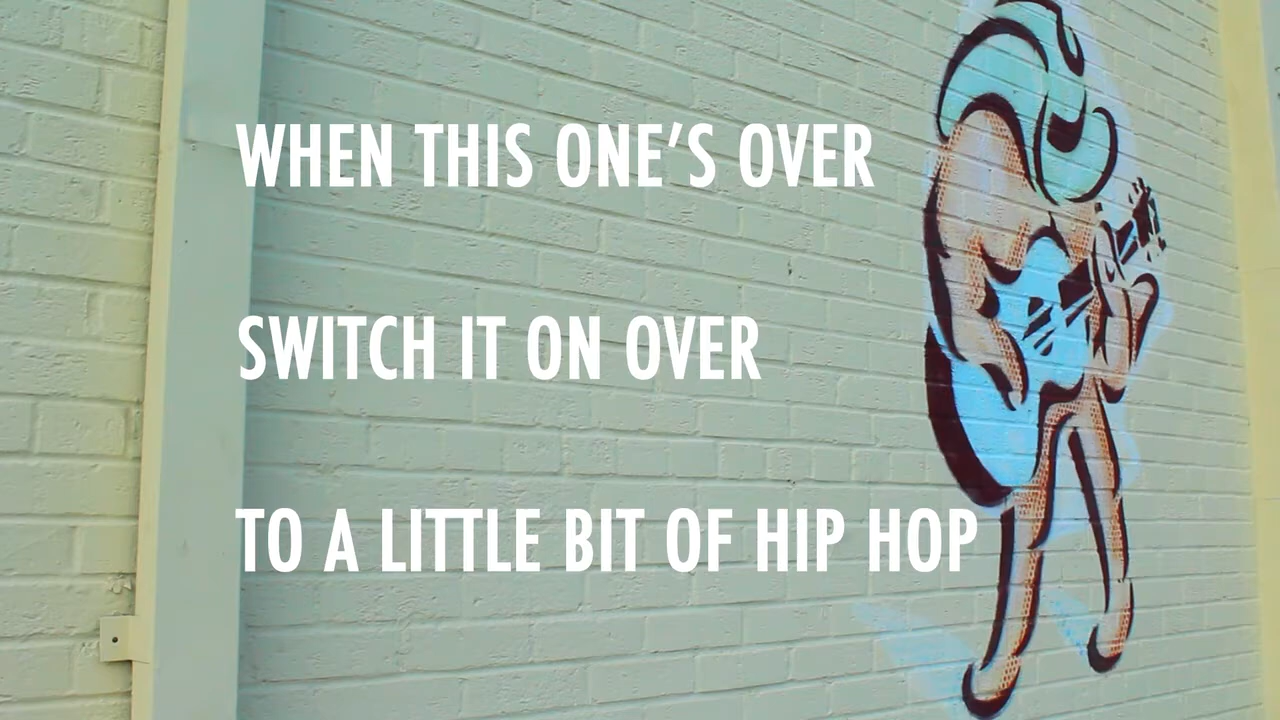 WHEN THIS ONE’S OVER
SWITCH IT ON OVER
TO A LITTLE BIT OF HIP HOP